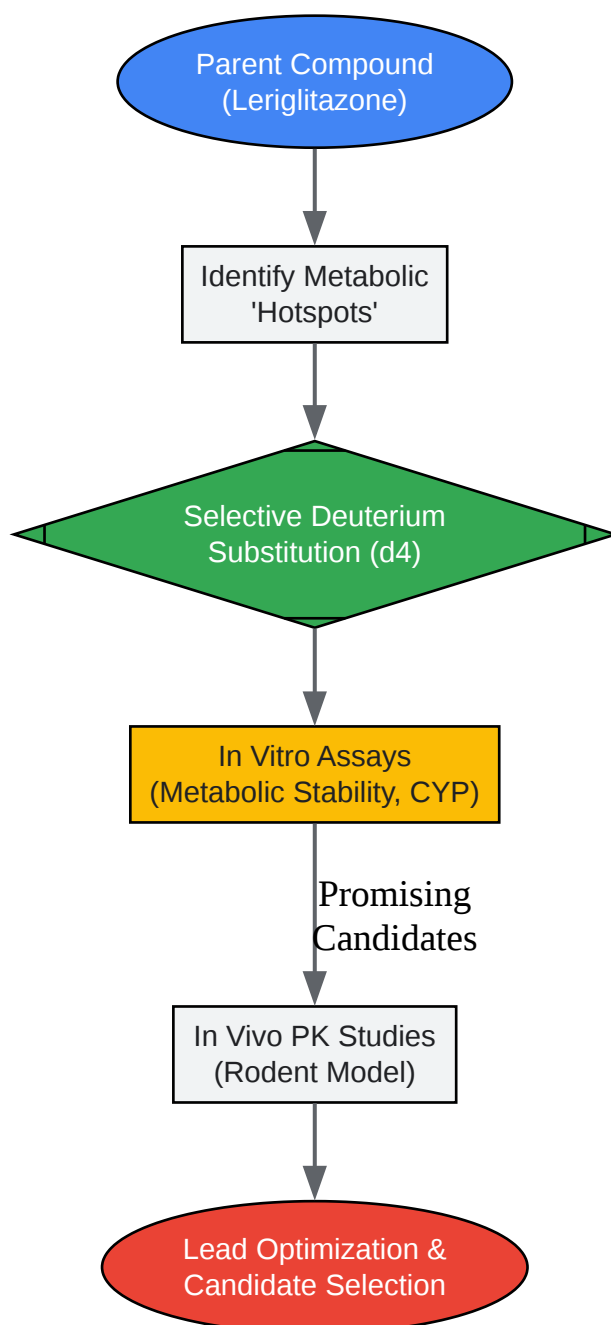 Parent Compound
(Leriglitazone)
Identify Metabolic
'Hotspots'
Selective Deuterium
Substitution (d4)
In Vitro Assays
(Metabolic Stability, CYP)
Promising
Candidates
In Vivo PK Studies
(Rodent Model)
Lead Optimization &
Candidate Selection